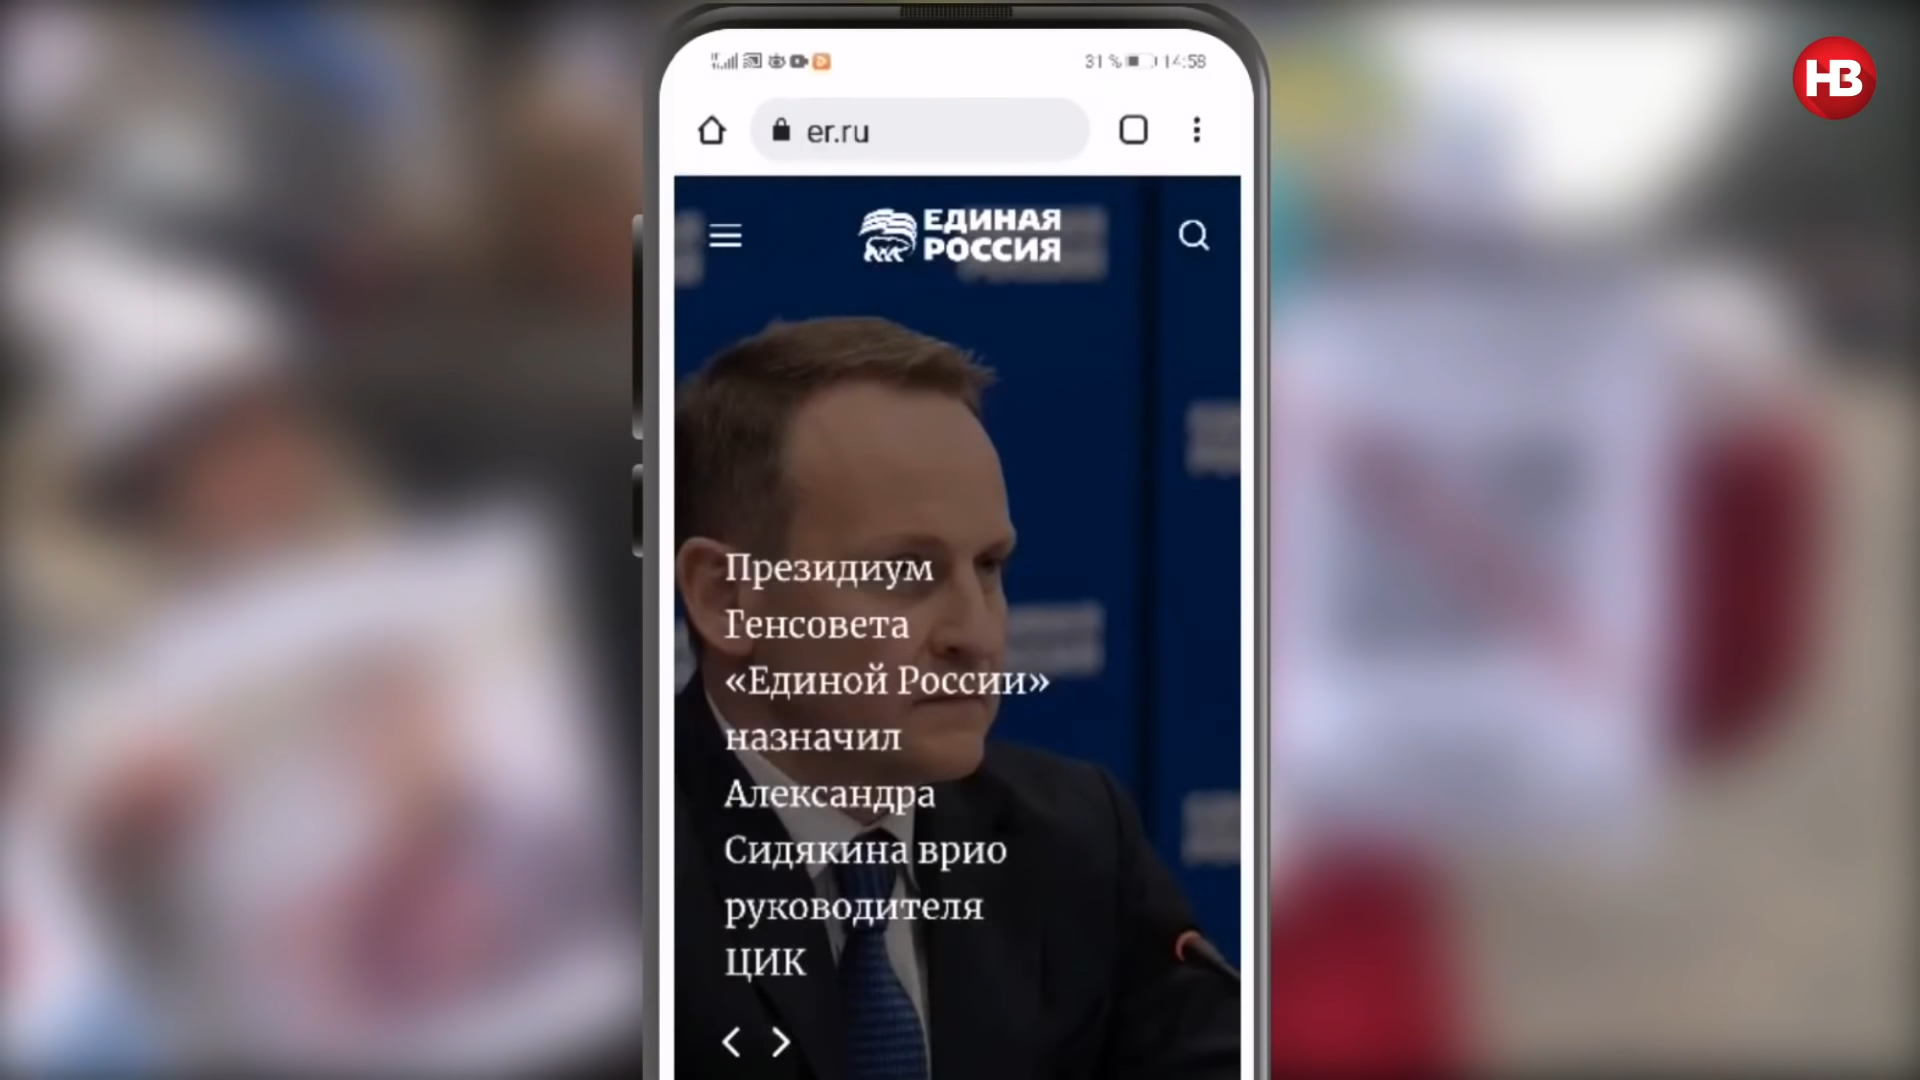 НВ
31 % 14:58
er.ru
ЕДИНАЯ
РОССИЯ
Президиум
Генсовета
«Единой России»
назначил
Александра
Сидякина врио
руководителя
ЦИК